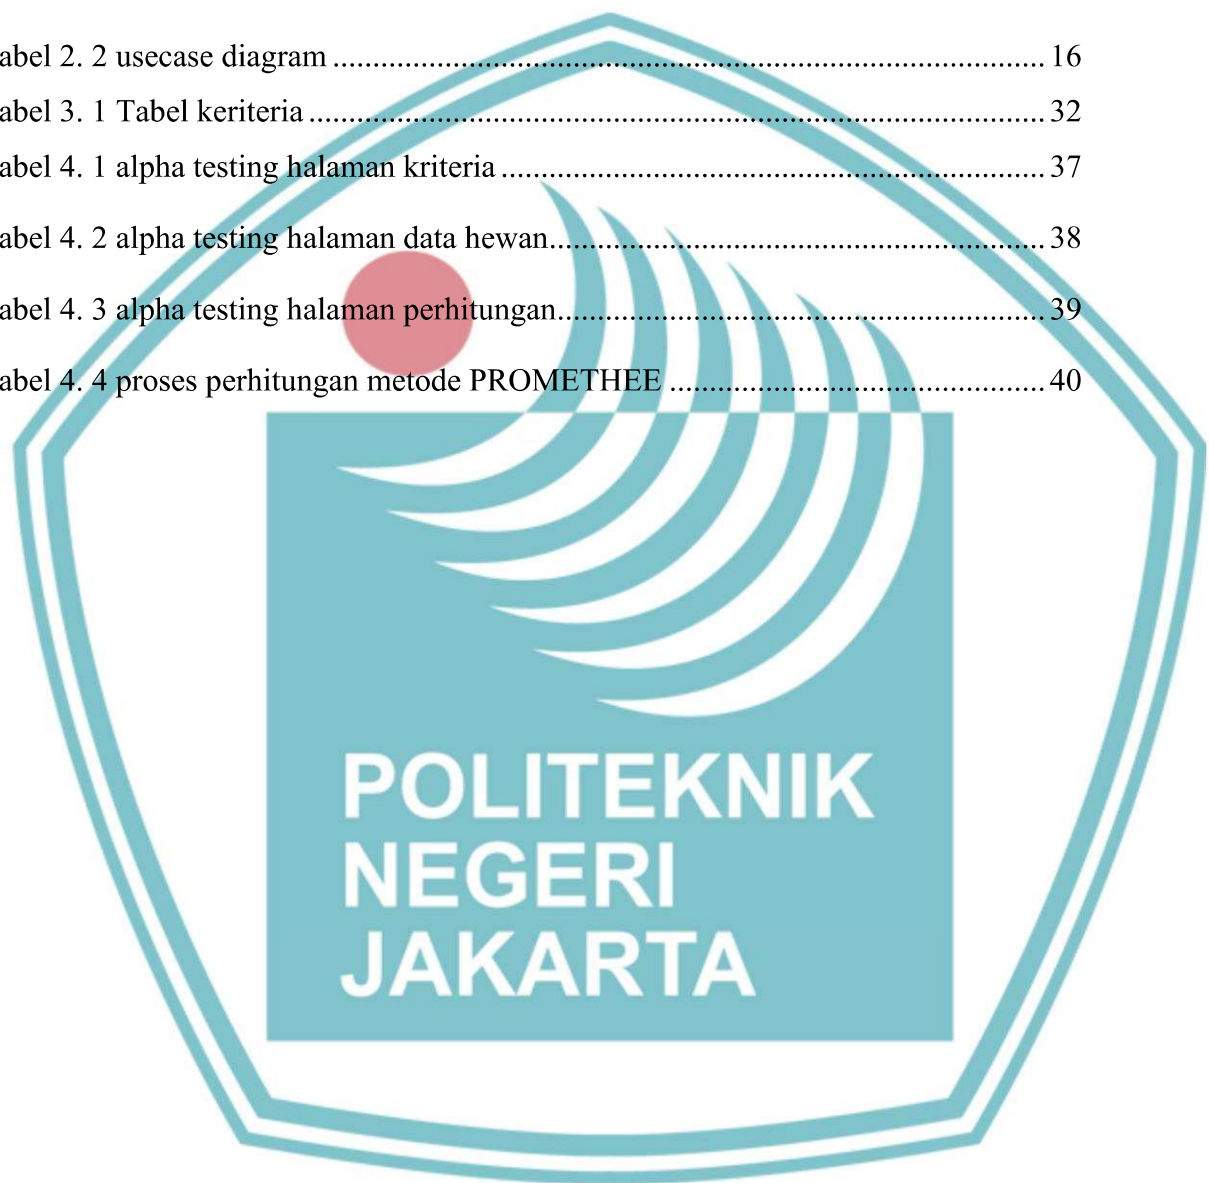 abel 2. 2 usecase diagram ........................................................................... 16
abel 3. 1 Tabel keriteria ............................................................................. 32
abel 4. 1 alpha testing halaman kriteria ......................................................... 37
abel 4. 2 alpha testing halaman data hewan.................................................... 38
abel 4. 3 alpha testing halaman perhitungan................................................... 39
abel 4. 4 proses perhitungan metode PROMETHEE ....................................... 40
POLITEKNIK
NEGERI
JAKARTA